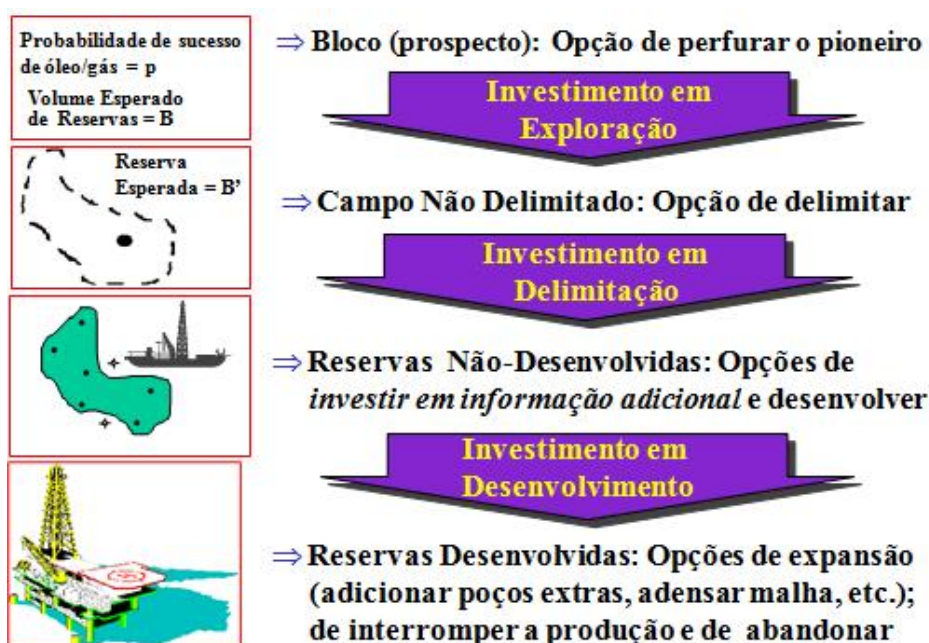 Probabilidade de sucesso
de óleo/gás = p
Volume Esperado
de Reservas = B
⇒ Bloco (prospecto): Opção de perfurar o pioneiro
Investimento em
Exploração
Reserva
Esperada = B’
⇒ Campo Não Delimitado: Opção de delimitar
Investimento em
Delimitação
⇒ Reservas Não-Desenvolvidas: Opções de
investir em informação adicional e desenvolver
Investimento em
Desenvolvimento
⇒ Reservas Desenvolvidas: Opções de expansão
(adicionar poços extras, adensar malha, etc.);
de interromper a produção e de abandonar